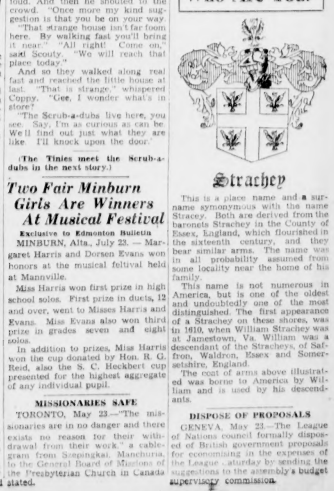 loud. And then he shouted to the
crowd. "Once more my kind sug-
gestion is that you be on your way.
"That strange house isn't far from
here. By walking fast you'll bring
it near." "All right! Come on,"
said Scouty. "We will reach that
place today."
And so they walked along real
fast and reached the little house at
last. "That is strange," whispered
Coppy. "Gee, I wonder what's in
store?"
"The Scrub-a-dubs live here, you
see. Say, I'm as curious as can be.
We'll find out just what they are
like I'll knock upon the door."
(The Tinies meet the Scrub-a-
dubs in the next story.)
Two Fair Minburn
Girls Are Winners
At Musical Festival
Exclusive to Edmonton Bulletin
MINBURN, Alta., July 23. — Mar-
garet Harris and Dorsen Evans won
honors at the musical feltival held
at Mannville.
Miss Harris won first prize in high
school solos. First prize in duets, 12
and over, went to Misses Harris and
Evans. Miss Evans also won third
prize in grades seven and eight
solos.
In addition to prizes, Miss Harris
won the cup donated by Hon. R. G.
Reid, also the S. C. Heckbert cup
presented for the highest aggregate
of any individual pupil.
MISSIONARIES SAFE
TORONTO, May 23.—"The mis-
sionaries are in no danger and there
exists no reason for their with-
drawal from their work," a cable-
gram from Szepingkai, Manchuria,
to the General Board of Missions of
the Presbyterian Church in Canada
stated.
Strachey
This is a place name and a sur-
name synonymous with the name
Stracey. Both are derived from the
baronets Strachey in the County of
Essex, England, which flourished in
the sixteenth century, and they
bear similar arms. The name was
in all probability assumed from
some locality near the home of his
family.
This name is not numerous in
America, but is one of the oldest
and undoubtedly one of the most
distinguished. The first appearance
of a Strachey on these shores, was
in 1610, when William Strachey was
at Jamestown, Va. William was a
descendant of the Stracheys, of Saf-
fron, Waldron, Essex and Somer-
setshire, England.
The coat of arms above illustrat-
ed was borne to America by Wil-
liam and is used by his descend-
ants.
DISPOSE OF PROPOSALS
GENEVA, May 23.—The League
of Nations council formally dispos-
ed of British government proposals
for economising in the expenses of
the League saturday by sending the
suggestions to the assembly's budget
supervisory commission.